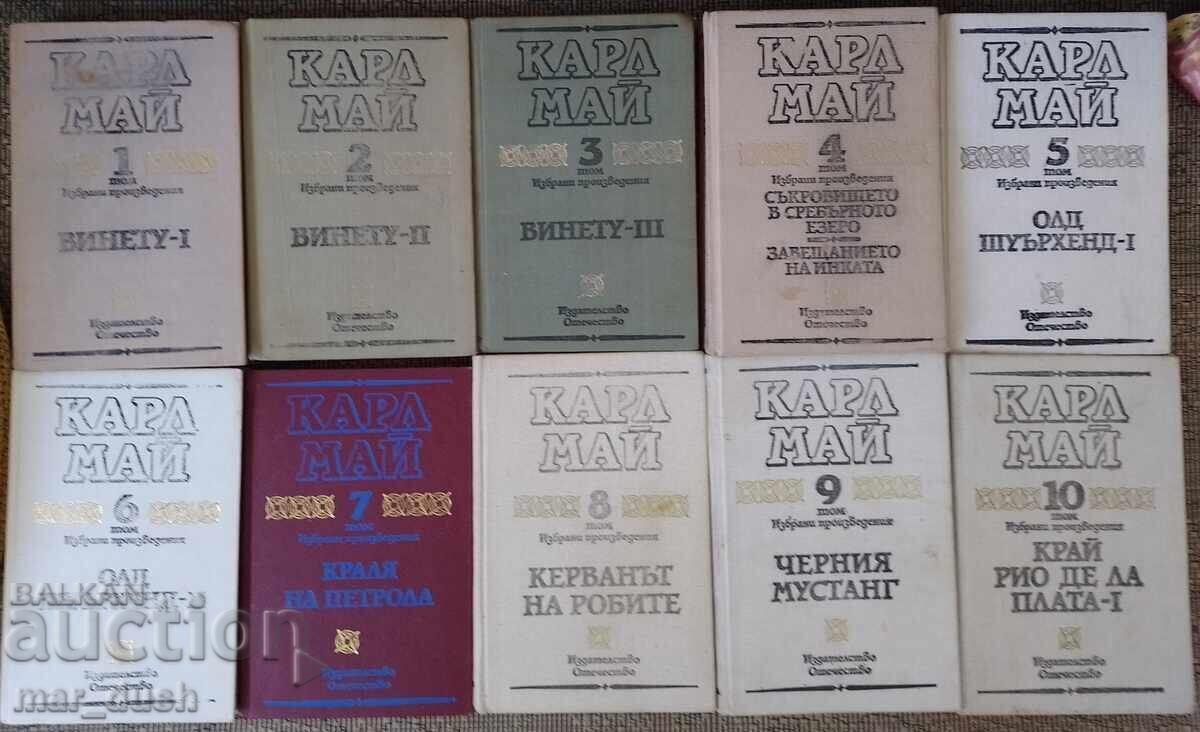 КАРЛ
МАЙ
1
том
Избрани произведения
ВИНЕТУ-I
Издателство
Отечество
КАРЛ
МАЙ
2
том
Избрани произведения
ВИНЕТУ-II
Издателство
Отечество
КАРЛ
МАЙ
3
том
Избрани произведения
ВИНЕТУ-III
Издателство
Отечество
КАРЛ
МАЙ
4
том
Избрани произведения
СЪКРОВИЩЕТО
В СРЕБЪРНОТО
ЕЗЕРО
ЗАВЕЩАНИЕТО
НА ИНКАТА
Издателство
Отечество
КАРЛ
МАЙ
5
том
Избрани произведения
ОЛД
ШУЪРХЕНД-I
Издателство
Отечество
КАРЛ
МАЙ
6
том
Избрани произведения
ОЛД
Издателство
Отечество
КАРЛ
МАЙ
7
том
Избрани произведения
КРАЛЯ
НА ПЕТРОЛА
Издателство
Отечество
КАРЛ
МАЙ
8
том
Избрани произведения
КЕРВАНЪТ
НА РОБИТЕ
Издателство
Отечество
КАРЛ
МАЙ
9
том
Избрани произведения
ЧЕРНИЯ
МУСТАНГ
Издателство
Отечество
КАРЛ
МАЙ
10
том
Избрани произведения
КРАЙ
РИО ДЕ ЛА
ПЛАТА-I
Издателство
Отечество
BALKAN
auction
mar_dueh